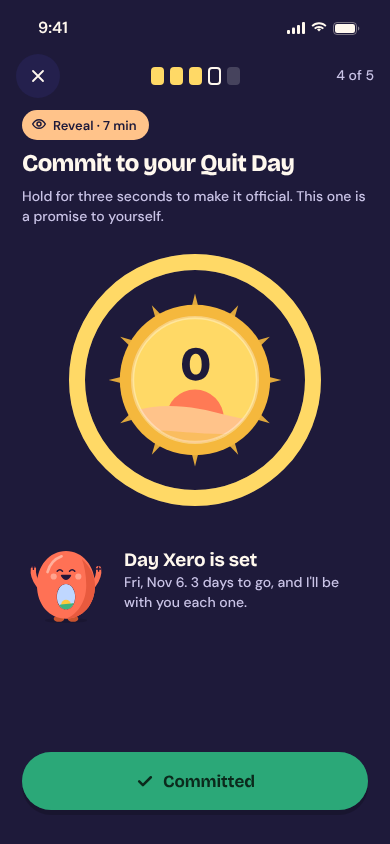 9:41
4 of 5
Reveal · 7 min
Commit to your Quit Day
Hold for three seconds to make it official. This one is
a promise to yourself.
0
Day Xero is set
Fri, Nov 6. 3 days to go, and I'll be
with you each one.
Committed